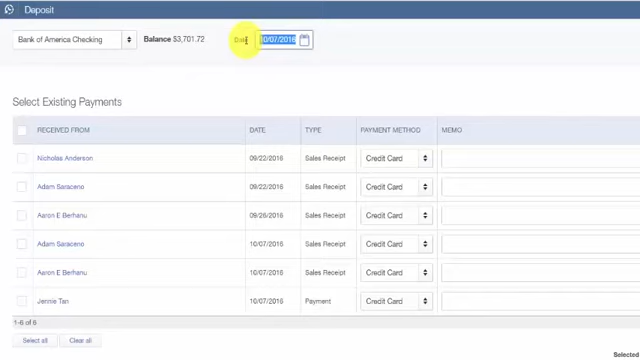 Deposit
Bank of America Checking Balance $3,701.72 Date 10/07/2016
Select Existing Payments
RECEIVED FROM DATE TYPE PAYMENT METHOD MEMO
Nicholas Anderson 09/22/2016 Sales Receipt Credit Card
Adam Saraceno 09/22/2016 Sales Receipt Credit Card
Aaron E Berhanu 09/26/2016 Sales Receipt Credit Card
Adam Saraceno 10/07/2016 Sales Receipt Credit Card
Aaron E Berhanu 10/07/2016 Sales Receipt Credit Card
Jennie Tan 10/07/2016 Payment Credit Card
1-6 of 6
Select all Clear all
Selected